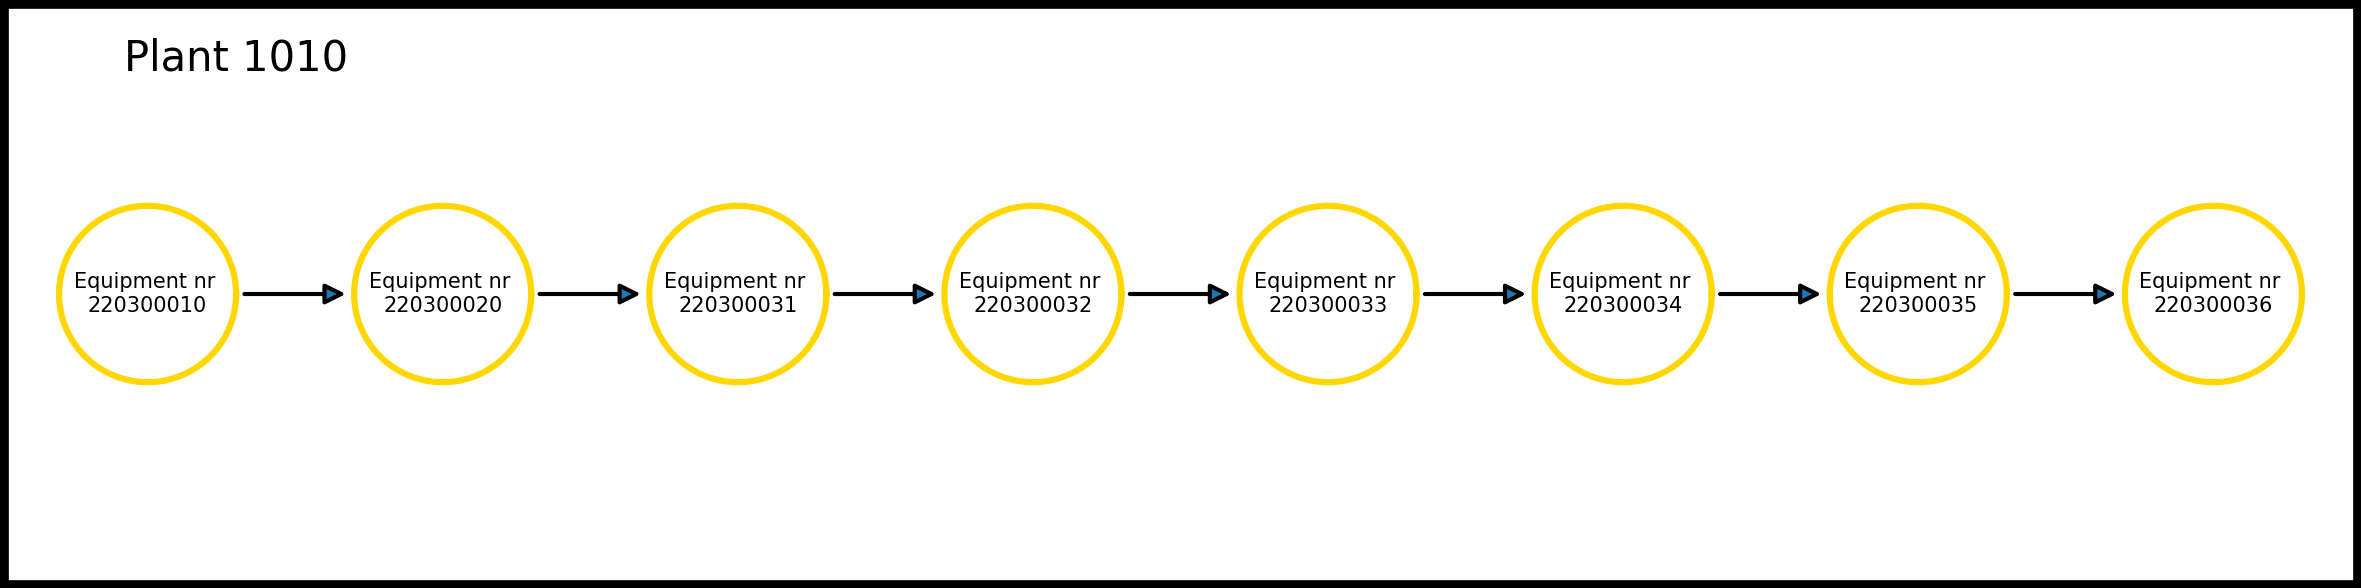 Plant 1010
Equipment nr
220300010
Equipment nr
220300020
Equipment nr
220300031
Equipment nr
220300032
Equipment nr
220300033
Equipment nr
220300034
Equipment nr
220300035
Equipment nr
220300036